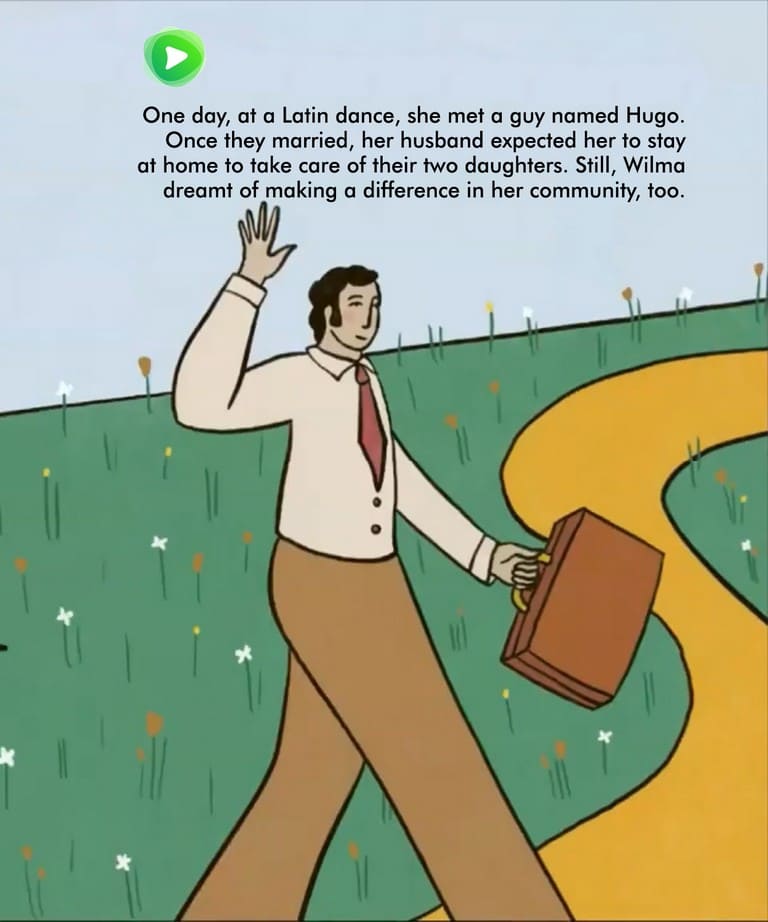 One day, at a Latin dance, she met a guy named Hugo.
Once they married, her husband expected her to stay
at home to take care of their two daughters. Still, Wilma
dreamt of making a difference in her community, too.